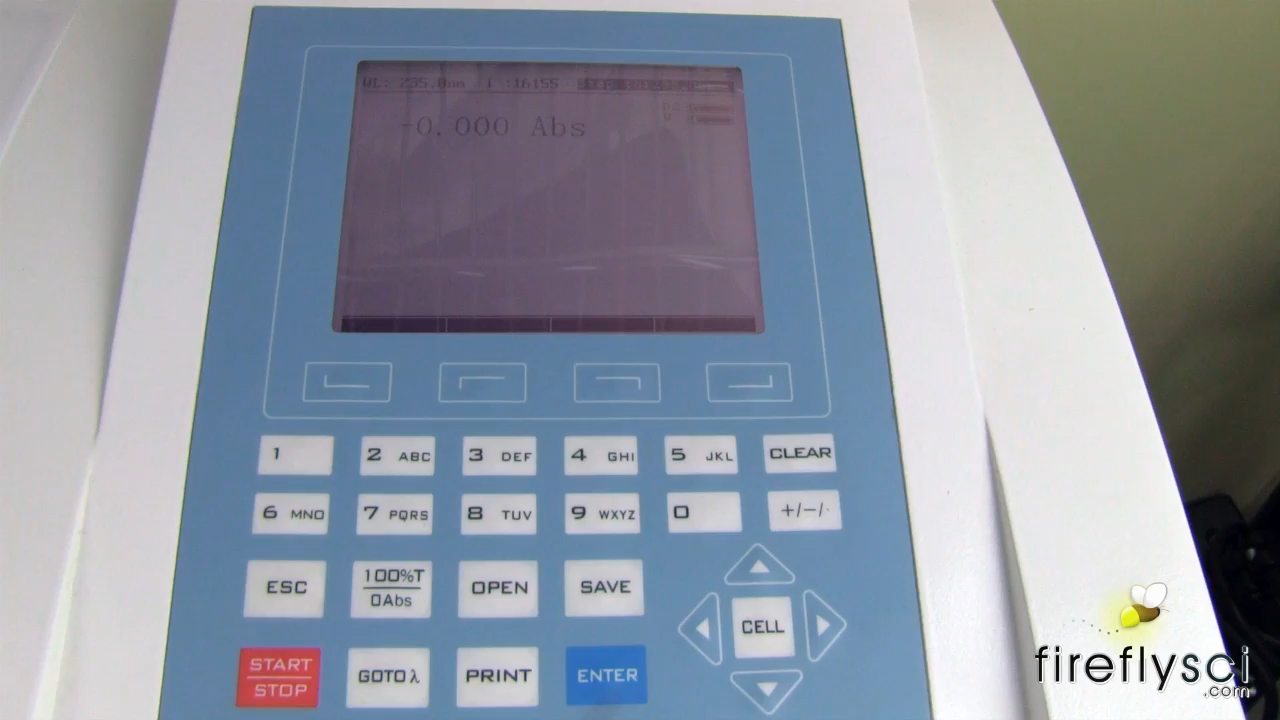 WL: 235.0nm
-0.000 Abs
1 2 ABC 3 DEF 4 GHI 5 JKL CLEAR
6 MNO 7 PQRS 8 TUV 9 WXYZ 0 +/-/·
ESC 100%T OPEN SAVE
0Abs
CELL
START GOTO λ PRINT ENTER
STOP
fireflysci
.com